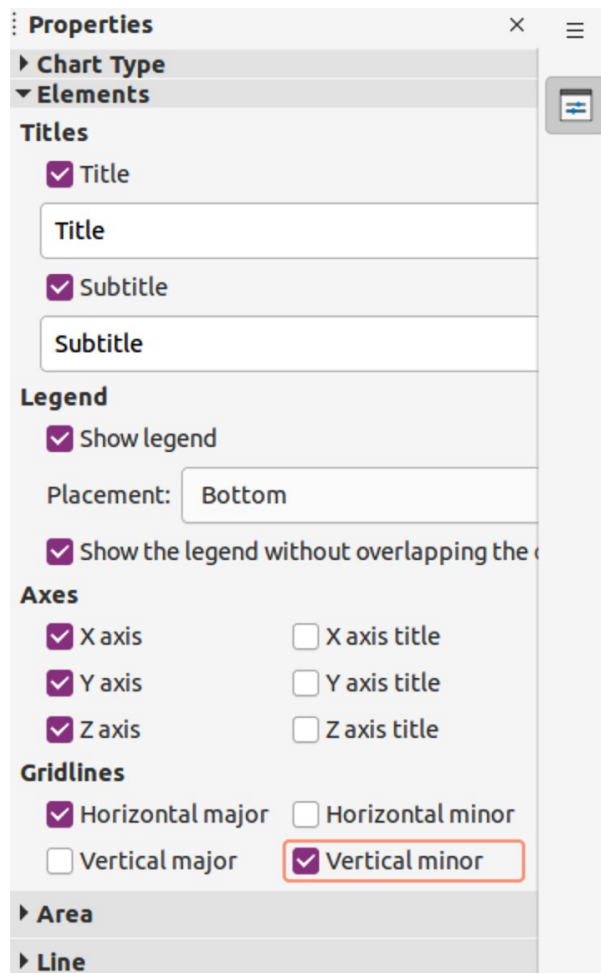 Properties
Chart Type
Elements
Titles
Title
Title
Subtitle
Subtitle
Legend
Show legend
Placement: Bottom
Show the legend without overlapping the
Axes
X axis X axis title
Y axis Y axis title
Z axis Z axis title
Gridlines
Horizontal major Horizontal minor
Vertical major Vertical minor
Area
Line